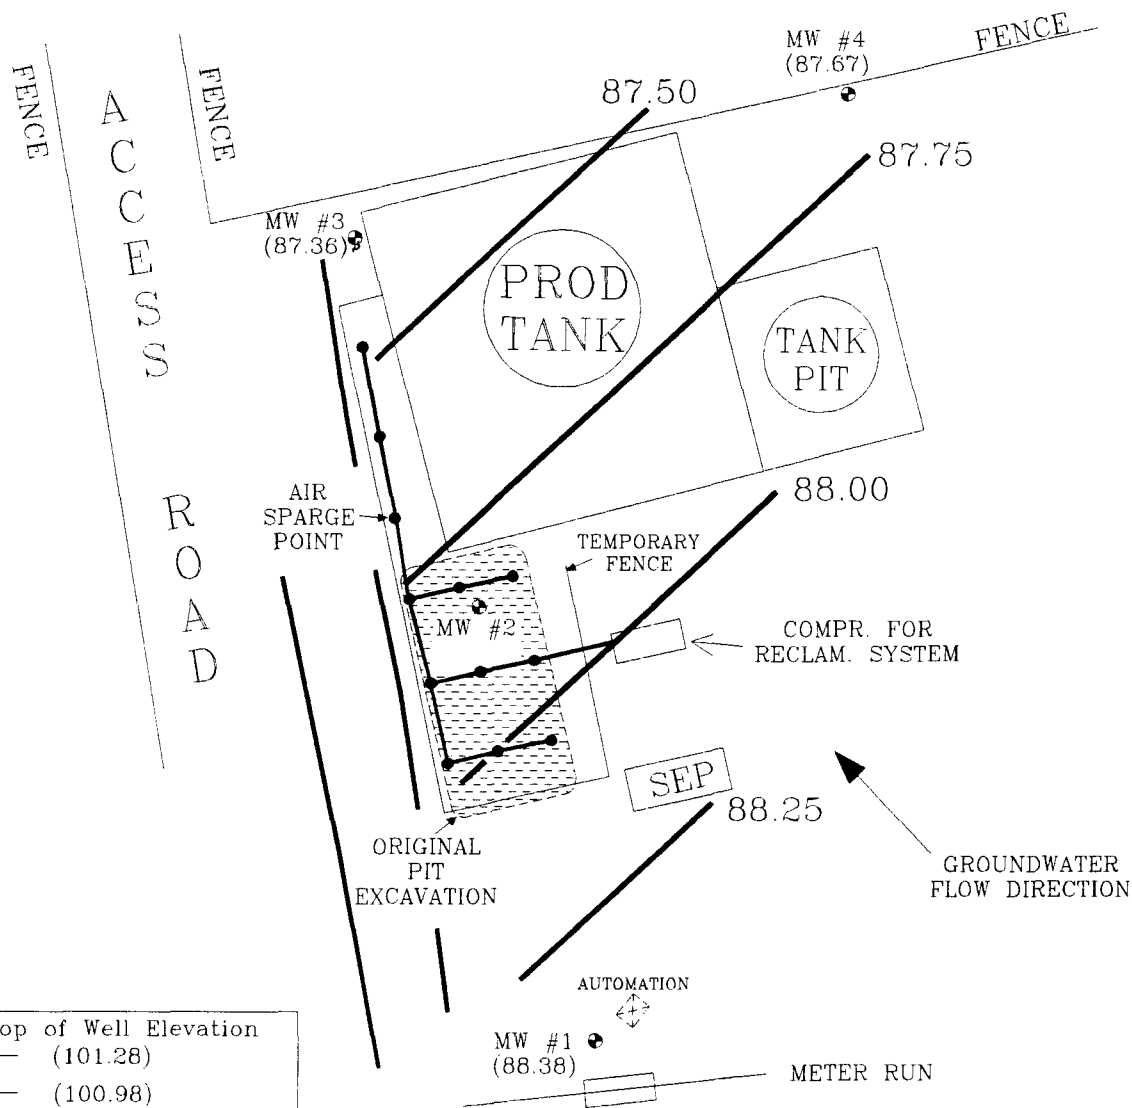 MW #4
(87.67)
FENCE
FENCE
FENCE
ACCESS ROAD
87.50
87.75
MW #3
(87.36)
PROD
TANK
TANK
PIT
88.00
AIR
SPARGE
POINT
TEMPORARY
FENCE
MW #2
COMPR. FOR
RECLAM. SYSTEM
SEP
88.25
ORIGINAL
PIT
EXCAVATION
GROUNDWATER
FLOW DIRECTION
AUTOMATION
MW #1
(88.38)
METER RUN
op of Well Elevation
(101.28)
(100.98)